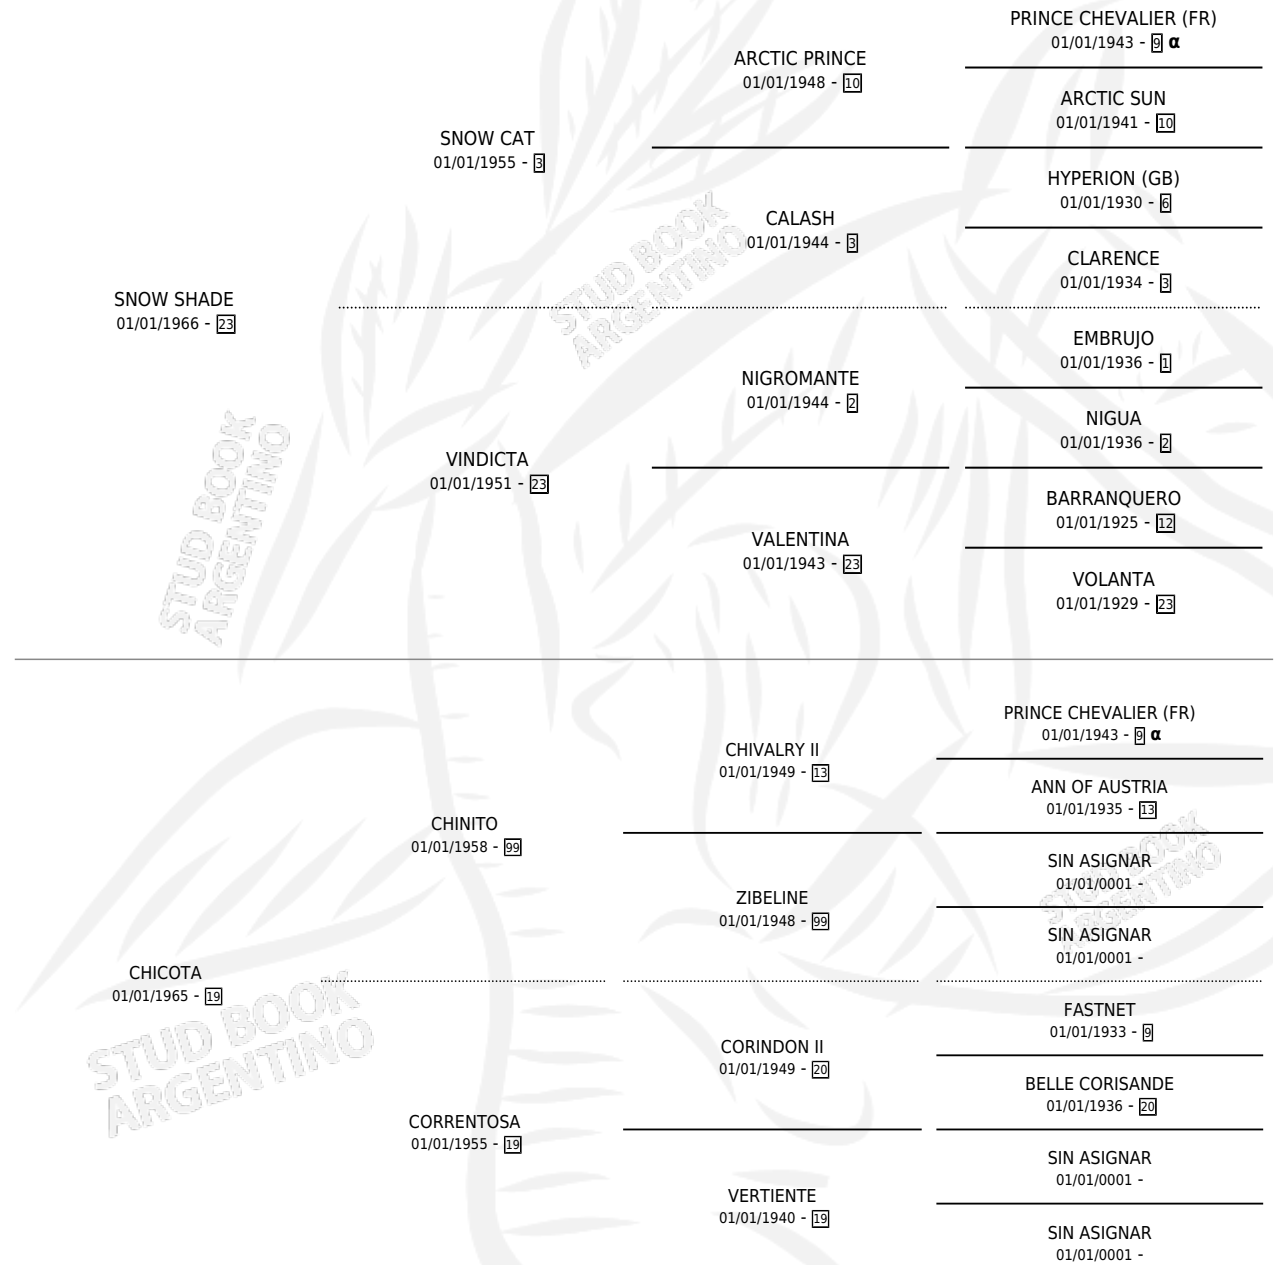 PRINCE CHEVALIER (FR)
01/01/1943 - 9 α
ARCTIC PRINCE
01/01/1948 - 10
ARCTIC SUN
01/01/1941 - 10
SNOW CAT
01/01/1955 - 3
HYPERION (GB)
01/01/1930 - 6
CALASH
01/01/1944 - 3
CLARENCE
01/01/1934 - 3
SNOW SHADE
01/01/1966 - 23
EMBRUJO
01/01/1936 - 1
NIGROMANTE
01/01/1944 - 2
NIGUA
01/01/1936 - 2
VINDICTA
01/01/1951 - 23
BARRANQUERO
01/01/1925 - 12
VALENTINA
01/01/1943 - 23
VOLANTA
01/01/1929 - 23
PRINCE CHEVALIER (FR)
01/01/1943 - 9 α
CHIVALRY II
01/01/1949 - 13
ANN OF AUSTRIA
01/01/1935 - 13
CHINITO
01/01/1958 - 99
SIN ASIGNAR
01/01/0001 -
ZIBELINE
01/01/1948 - 99
SIN ASIGNAR
01/01/0001 -
CHICOTA
01/01/1965 - 19
FASTNET
01/01/1933 - 9
CORINDON II
01/01/1949 - 20
BELLE CORISANDE
01/01/1936 - 20
CORRENTOSA
01/01/1955 - 19
SIN ASIGNAR
01/01/0001 -
VERTIENTE
01/01/1940 - 19
SIN ASIGNAR
01/01/0001 -
STUD BOOK
ARGENTINO
STUD BOOK
ARGENTINO
STUD BOOK
ARGENTINO
STUD BOOK
ARGENTINO